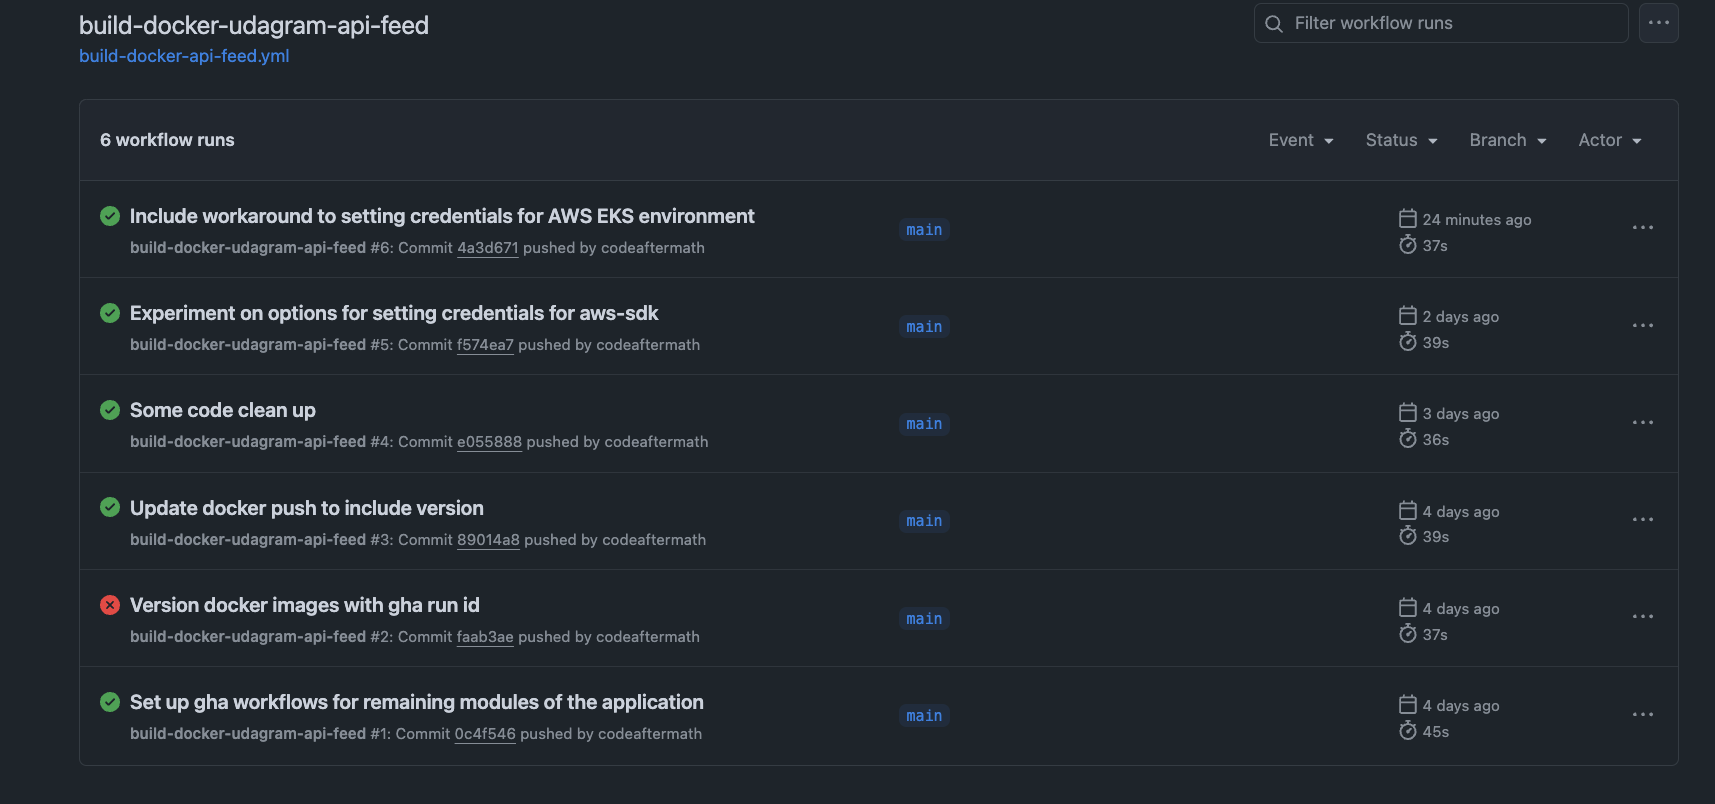 build-docker-udagram-api-feed
build-docker-api-feed.yml
Filter workflow runs
6 workflow runs
Event Status Branch Actor
Include workaround to setting credentials for AWS EKS environment
build-docker-udagram-api-feed #6: Commit 4a3d671 pushed by codeaftermath
main
24 minutes ago
37s
Experiment on options for setting credentials for aws-sdk
build-docker-udagram-api-feed #5: Commit f574ea7 pushed by codeaftermath
main
2 days ago
39s
Some code clean up
build-docker-udagram-api-feed #4: Commit e055888 pushed by codeaftermath
main
3 days ago
36s
Update docker push to include version
build-docker-udagram-api-feed #3: Commit 89014a8 pushed by codeaftermath
main
4 days ago
39s
Version docker images with gha run id
build-docker-udagram-api-feed #2: Commit faab3ae pushed by codeaftermath
main
4 days ago
37s
Set up gha workflows for remaining modules of the application
build-docker-udagram-api-feed #1: Commit 0c4f546 pushed by codeaftermath
main
4 days ago
45s